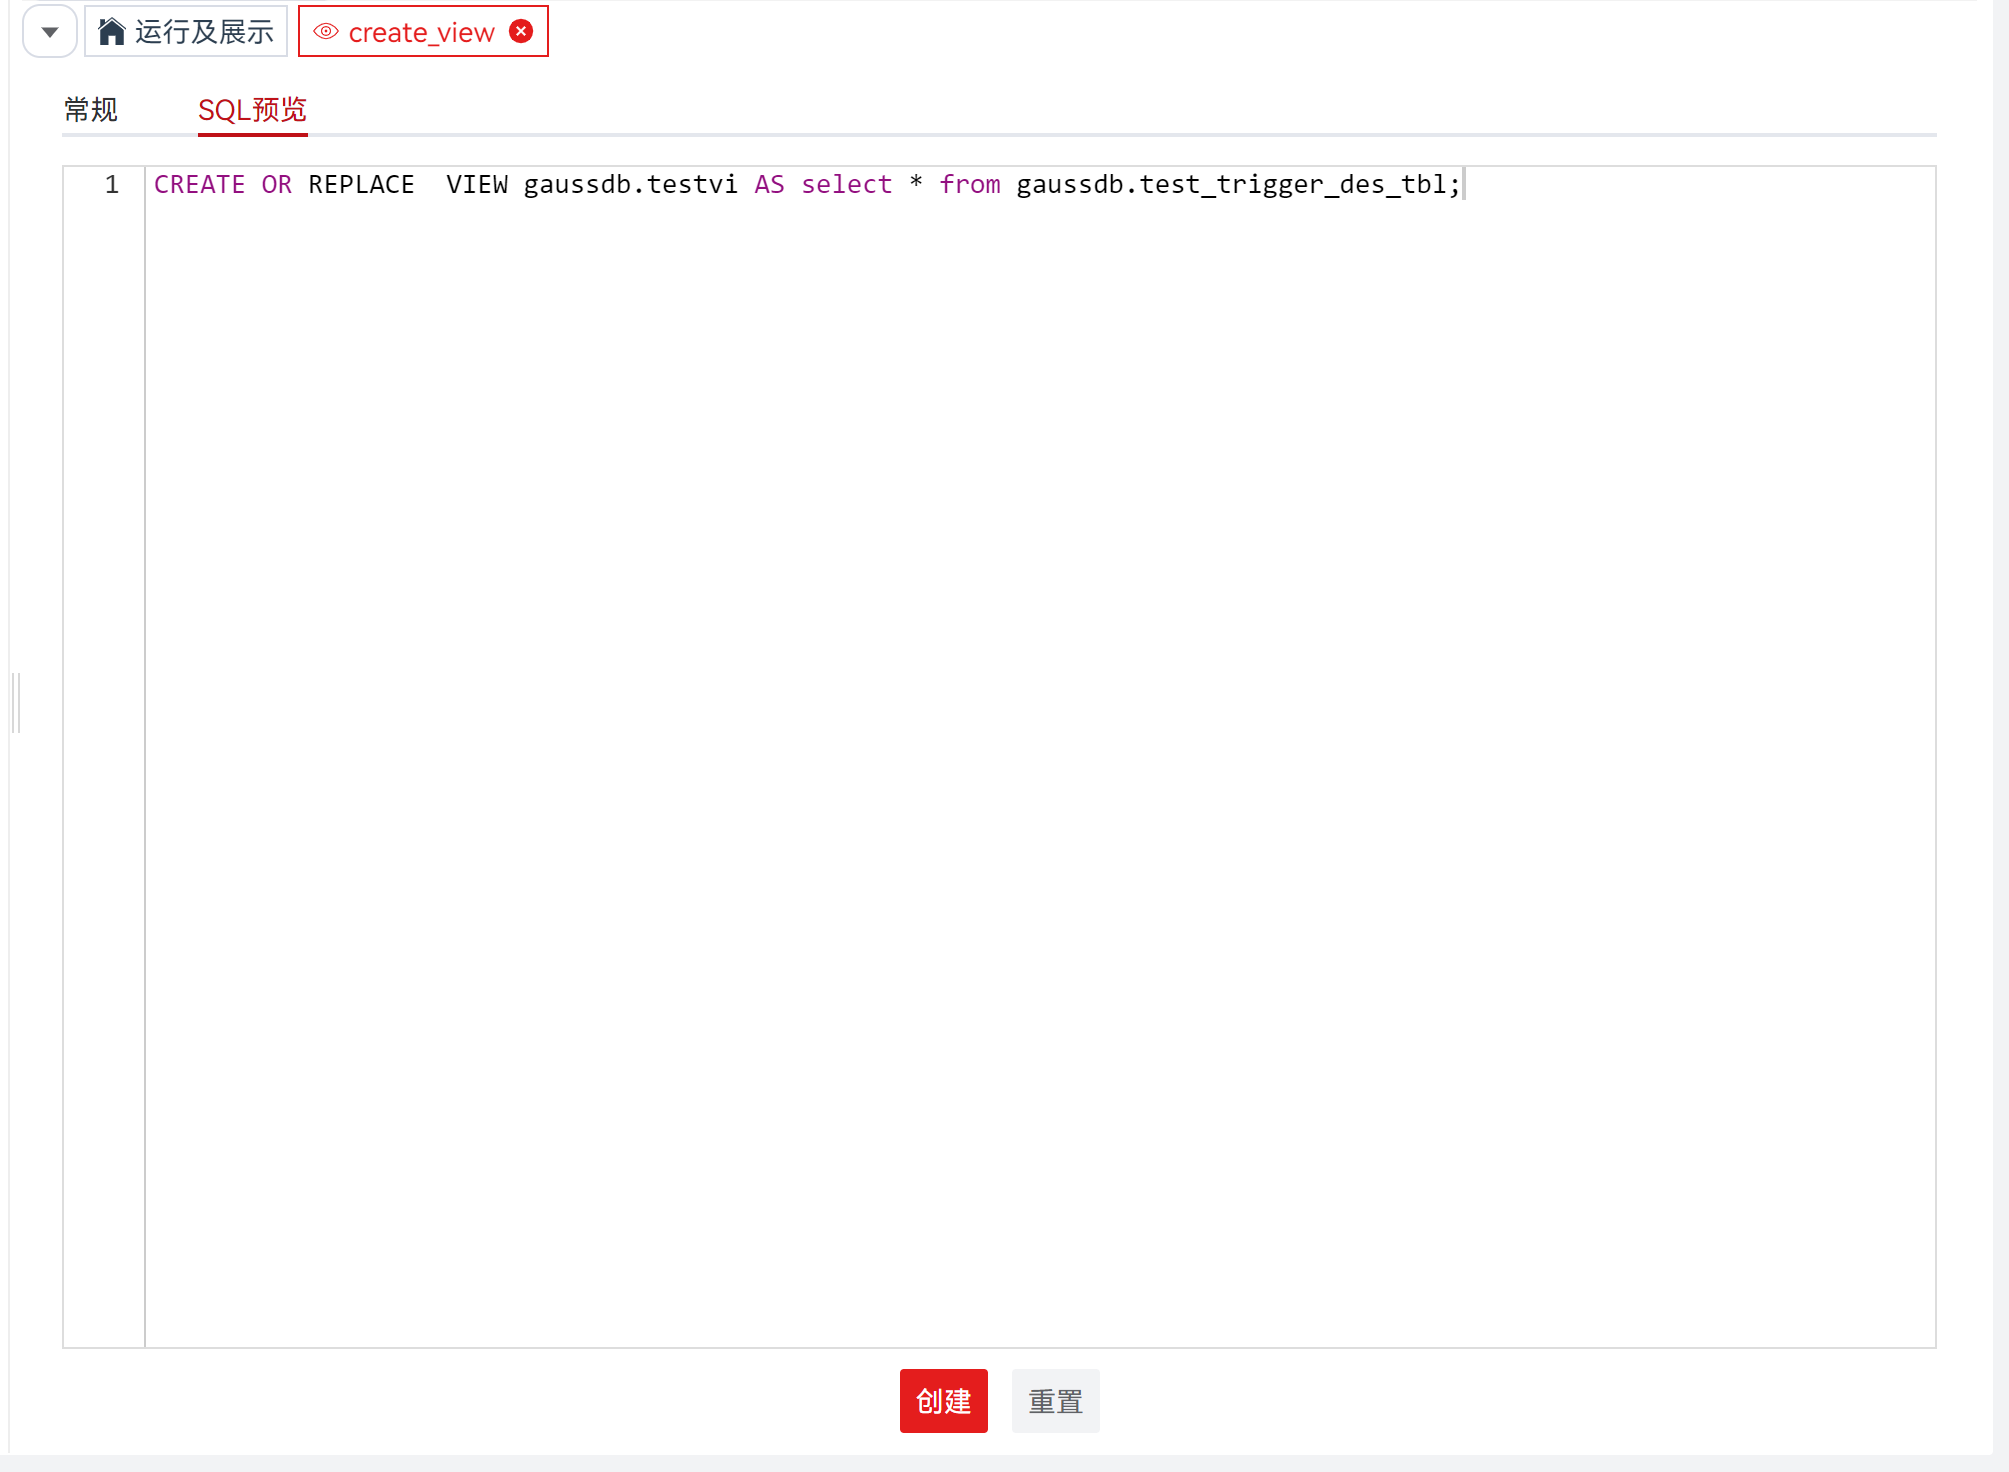 运行及展示 create_view
常规 SQL预览
1 CREATE OR REPLACE  VIEW gaussdb.testvi AS select * from gaussdb.test_trigger_des_tbl;
创建 重置